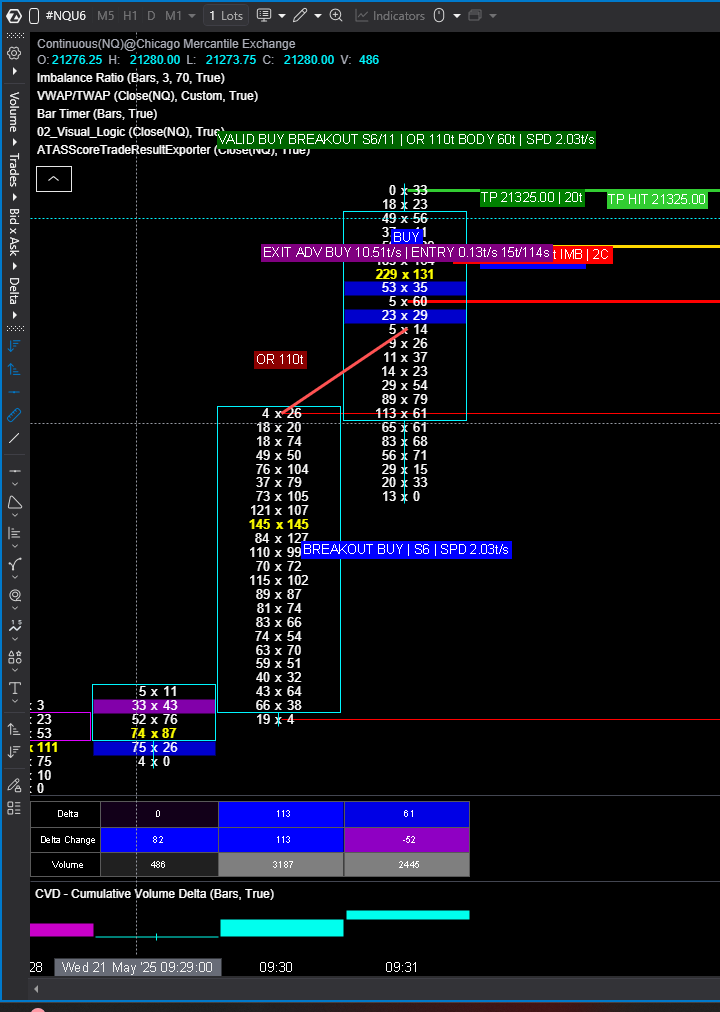 #NQU6 M5 H1 D M1 1 Lots Indicators
Continuous(NQ)@Chicago Mercantile Exchange
O: 21276.25 H: 21280.00 L: 21273.75 C: 21280.00 V: 486
Imbalance Ratio (Bars, 3, 70, True)
VWAP/TWAP (Close(NQ), Custom, True)
Bar Timer (Bars, True)
02_Visual_Logic (Close(NQ), True)
VALID BUY BREAKOUT S6/11 | OR 110t BODY 60t | SPD 2.03t/s
ATASScoreTradeResultExporter (Close(NQ), True)
Volume
Trades
Bid x Ask
Delta
0 x 33
TP 21325.00 | 20t
TP HIT 21325.00
18 x 23
49 x 56
BUY
EXIT ADV BUY 10.51t/s | ENTRY 0.13t/s 15t/114s
t IMB | 2C
229 x 131
53 x 35
5 x 60
23 x 29
5 x 14
9 x 26
OR 110t
11 x 37
14 x 23
29 x 54
89 x 79
113 x 61
65 x 61
83 x 68
56 x 71
29 x 15
20 x 33
13 x 0
4 x 26
18 x 20
18 x 74
49 x 50
76 x 104
37 x 79
73 x 105
121 x 107
145 x 145
84 x 127
110 x 99
BREAKOUT BUY | S6 | SPD 2.03t/s
70 x 72
115 x 102
89 x 87
81 x 74
83 x 66
74 x 54
63 x 70
59 x 51
40 x 32
43 x 64
66 x 38
19 x 4
5 x 11
33 x 43
52 x 76
74 x 87
75 x 26
4 x 0
: 3
: 23
: 53
x 111
: 75
: 10
: 0
Delta 0 113 61
Delta Change 82 113 -52
Volume 486 3187 2445
CVD - Cumulative Volume Delta (Bars, True)
28 Wed 21 May '25 09:29:00 09:30 09:31